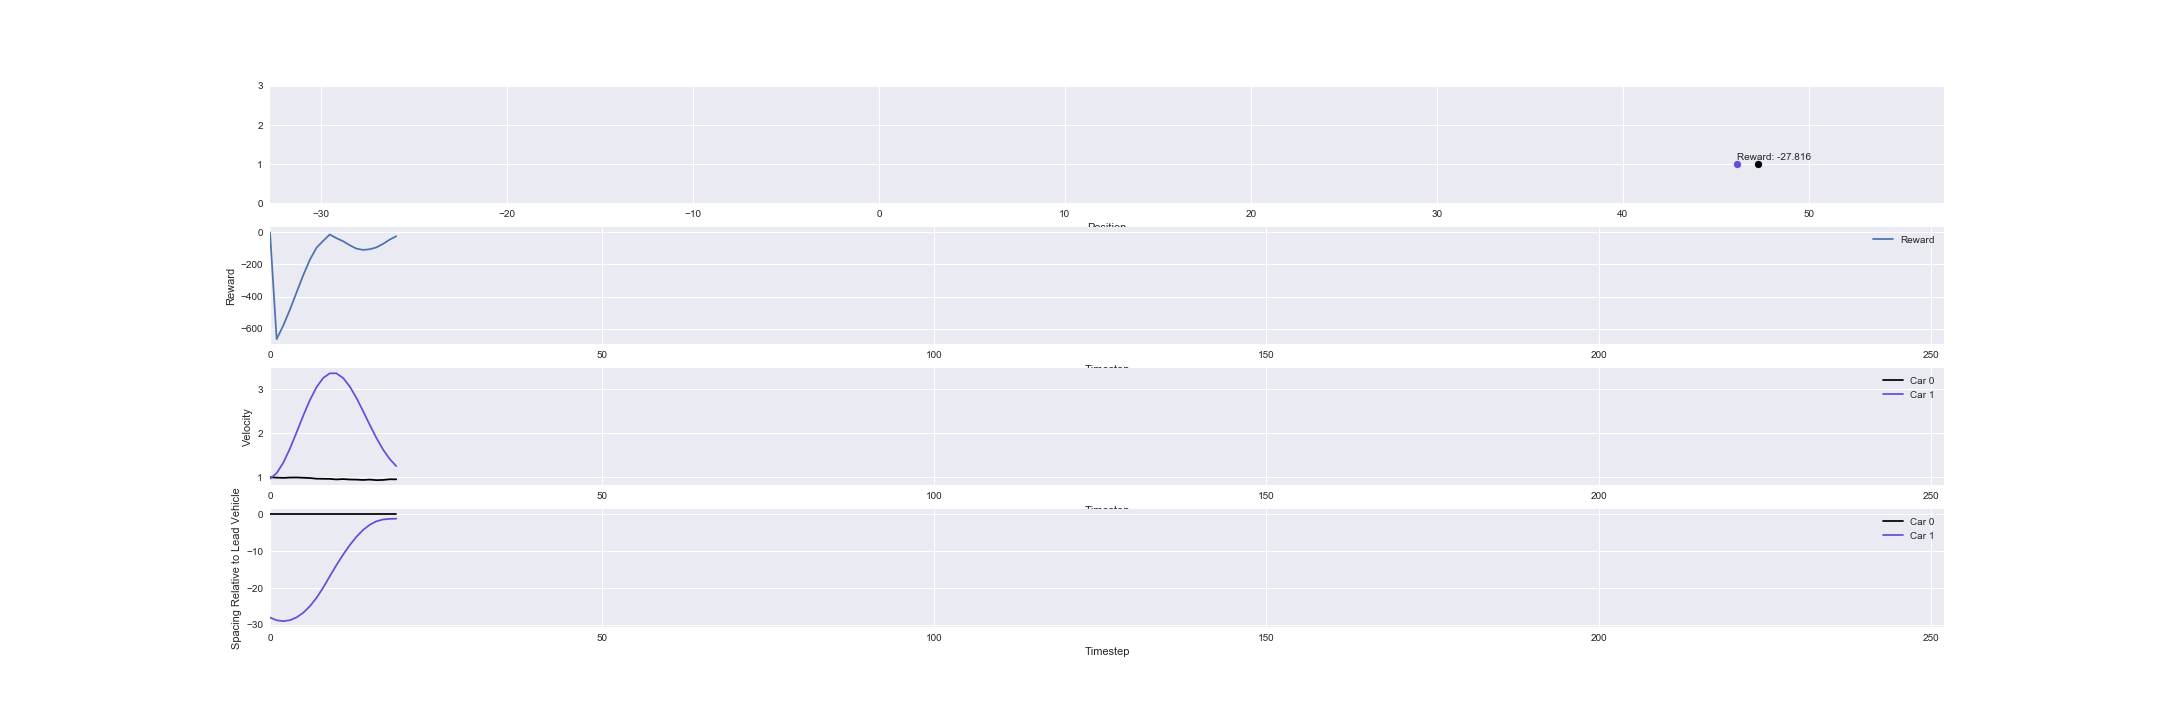 3
2
1
0
Reward: -27.816
−30 −20 −10 0 10 20 30 40 50
Position
Reward
0
−200
−400
−600
Reward
0 50 100 150 200 250
Timestep
Velocity
3
2
1
Car 0
Car 1
0 50 100 150 200 250
Timestep
Spacing Relative to Lead Vehicle
0
−10
−20
−30
Car 0
Car 1
0 50 100 150 200 250
Timestep